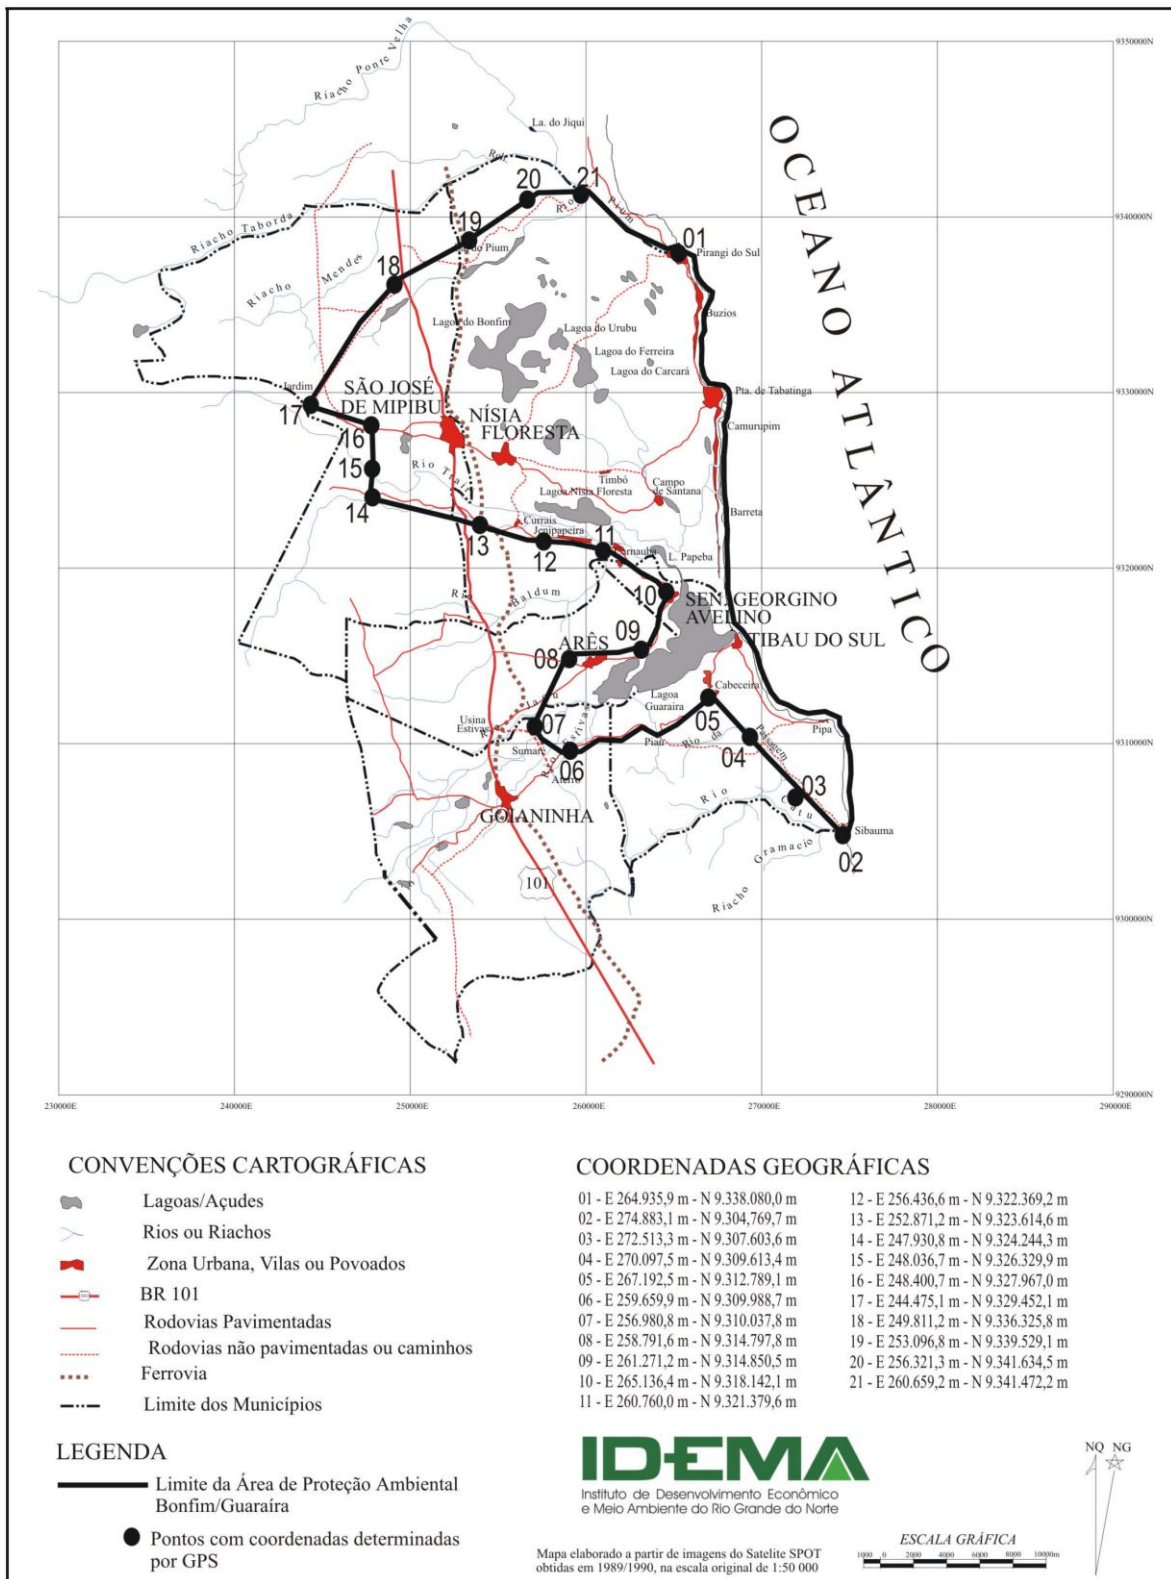 9350000N
Riacho Ponte Velha
La. do Jiqui
OCEANO ATLÂNTICO
20
21
Rio
Pium
9340000N
Riacho Taborda
19
01
do Pium
Pirangi do Sul
Riacho Mendes
18
Lagoa do Bonfim
Buzios
Lagoa do Urubu
Lagoa do Ferreira
Lagoa do Carcará
Jardim
SÃO JOSÉ
DE MIPIBU
Pta. de Tabatinga
9330000N
17
NÍSIA
FLORESTA
Camurupim
16
15
Rio Trairi
Timbó
Campo
de Santana
Lagoa Nísia Floresta
14
Barreta
13
Currais
Jenipapeira
12
11
L. Papeba
9320000N
Rio Baldum
10
SEN. GEORGINO
AVELINO
09
ARÊS
TIBAU DO SUL
08
Cabeceira
Lagoa
Guaraira
05
Usina
Estivas
07
Rio Estivas
Piau
Rio da Passagem
Pipa
9310000N
Sumaré
06
04
03
Rio Catu
GOIANINHA
Sibauma
02
Riacho Gramacio
101
9300000N
9290000N
230000E
240000E
250000E
260000E
270000E
280000E
290000E
CONVENÇÕES CARTOGRÁFICAS
Lagoas/Açudes
Rios ou Riachos
Zona Urbana, Vilas ou Povoados
BR 101
Rodovias Pavimentadas
Rodovias não pavimentadas ou caminhos
Ferrovia
Limite dos Municípios
LEGENDA
Limite da Área de Proteção Ambiental
Bonfim/Guaraíra
Pontos com coordenadas determinadas
por GPS
COORDENADAS GEOGRÁFICAS
01 - E 264.935,9 m - N 9.338.080,0 m
02 - E 274.883,1 m - N 9.304,769,7 m
03 - E 272.513,3 m - N 9.307.603,6 m
04 - E 270.097,5 m - N 9.309.613,4 m
05 - E 267.192,5 m - N 9.312.789,1 m
06 - E 259.659,9 m - N 9.309.988,7 m
07 - E 256.980,8 m - N 9.310.037,8 m
08 - E 258.791,6 m - N 9.314.797,8 m
09 - E 261.271,2 m - N 9.314.850,5 m
10 - E 265.136,4 m - N 9.318.142,1 m
11 - E 260.760,0 m - N 9.321.379,6 m
12 - E 256.436,6 m - N 9.322.369,2 m
13 - E 252.871,2 m - N 9.323.614,6 m
14 - E 247.930,8 m - N 9.324.244,3 m
15 - E 248.036,7 m - N 9.326.329,9 m
16 - E 248.400,7 m - N 9.327.967,0 m
17 - E 244.475,1 m - N 9.329.452,1 m
18 - E 249.811,2 m - N 9.336.325,8 m
19 - E 253.096,8 m - N 9.339.529,1 m
20 - E 256.321,3 m - N 9.341.634,5 m
21 - E 260.659,2 m - N 9.341.472,2 m
IDEMA
Instituto de Desenvolvimento Econômico
e Meio Ambiente do Rio Grande do Norte
Mapa elaborado a partir de imagens do Satelite SPOT
obtidas em 1989/1990, na escala original de 1:50 000
NQ NG
ESCALA GRÁFICA
1000 0 2000 4000 6000 8000 10000m